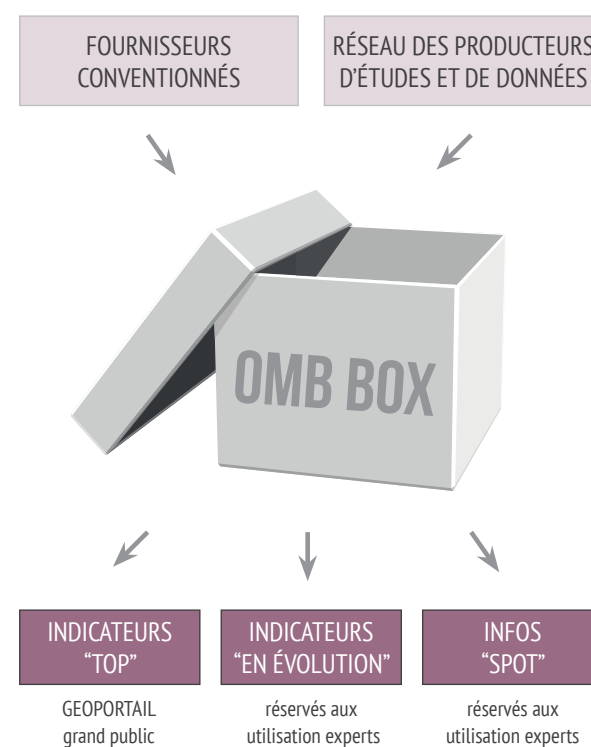 FOURNISSEURS
CONVENTIONNÉS
RÉSEAU DES PRODUCTEURS
D’ÉTUDES ET DE DONNÉES
OMB BOX
INDICATEURS
“TOP”
GEOPORTAIL
grand public
INDICATEURS
“EN ÉVOLUTION”
réservés aux
utilisation experts
INFOS
“SPOT”
réservés aux
utilisation experts